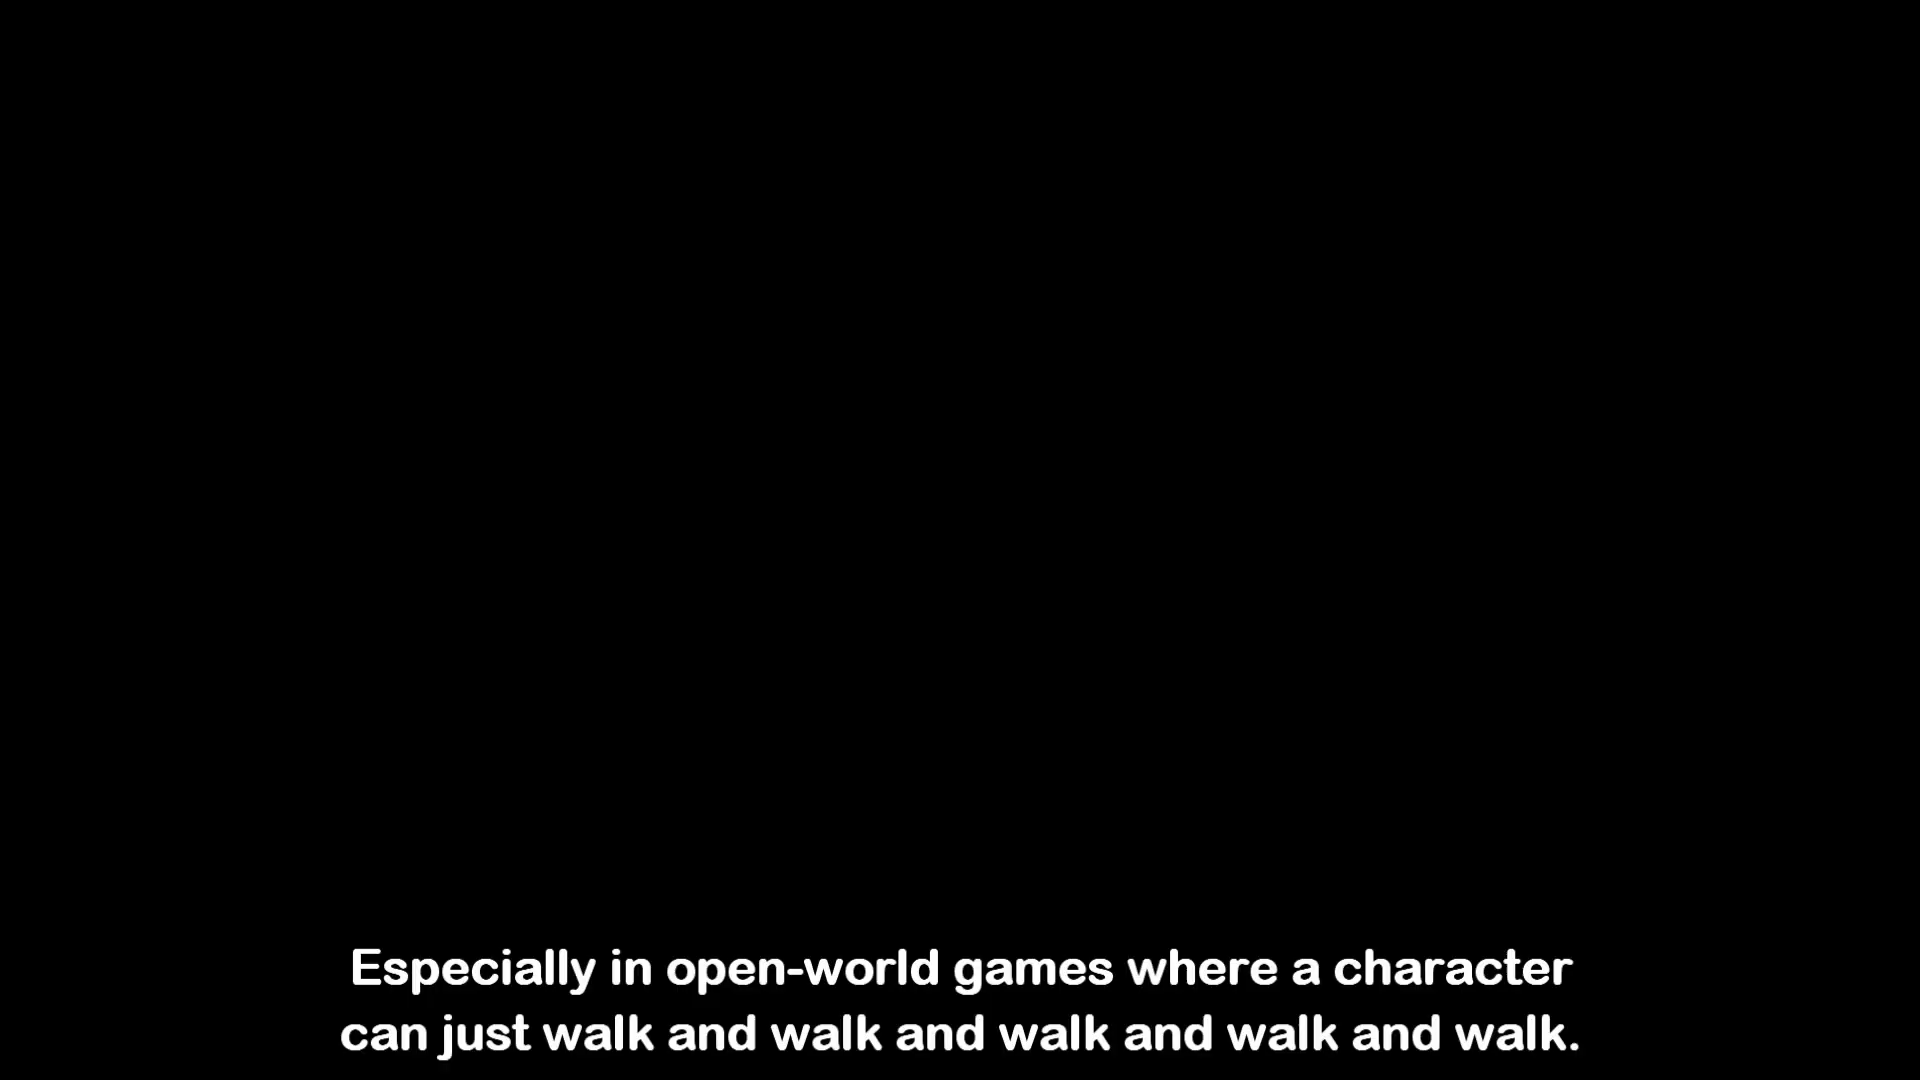 Especially in open-world games where a character
can just walk and walk and walk and walk and walk.